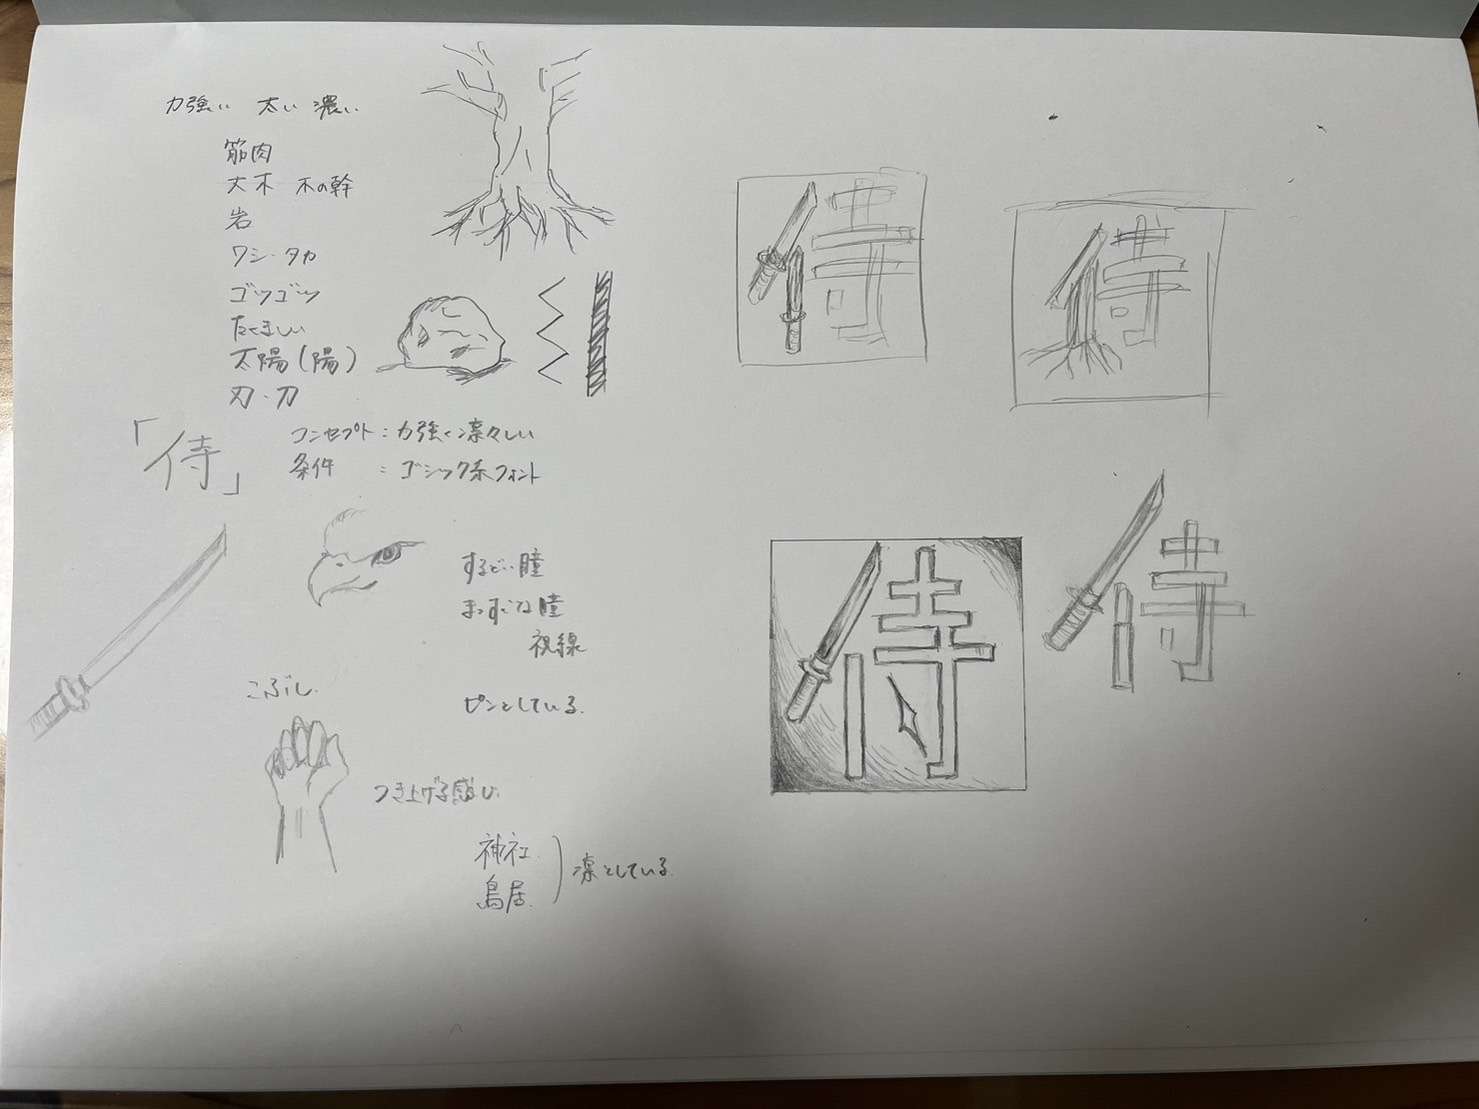 力強い 太い 濃い
筋肉
大木 木の幹
岩
ワシ・タカ
ゴツゴツ
たくましい
太陽(陽)
刃・刀
「侍」
コンセプト:力強く凛々しい
条件 :ゴシック系フォント
するどい瞳
まっすぐな瞳
視線
ピンとしている。
こぶし
つき上げる感じ
神社
鳥居
凛としている
侍
侍
侍
侍